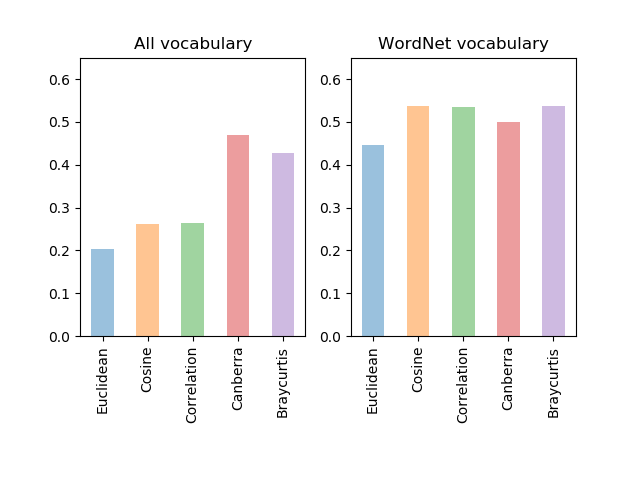 All vocabulary
0.6
0.5
0.4
0.3
0.2
0.1
0.0
Euclidean
Cosine
Correlation
Canberra
Braycurtis
WordNet vocabulary
0.6
0.5
0.4
0.3
0.2
0.1
0.0
Euclidean
Cosine
Correlation
Canberra
Braycurtis